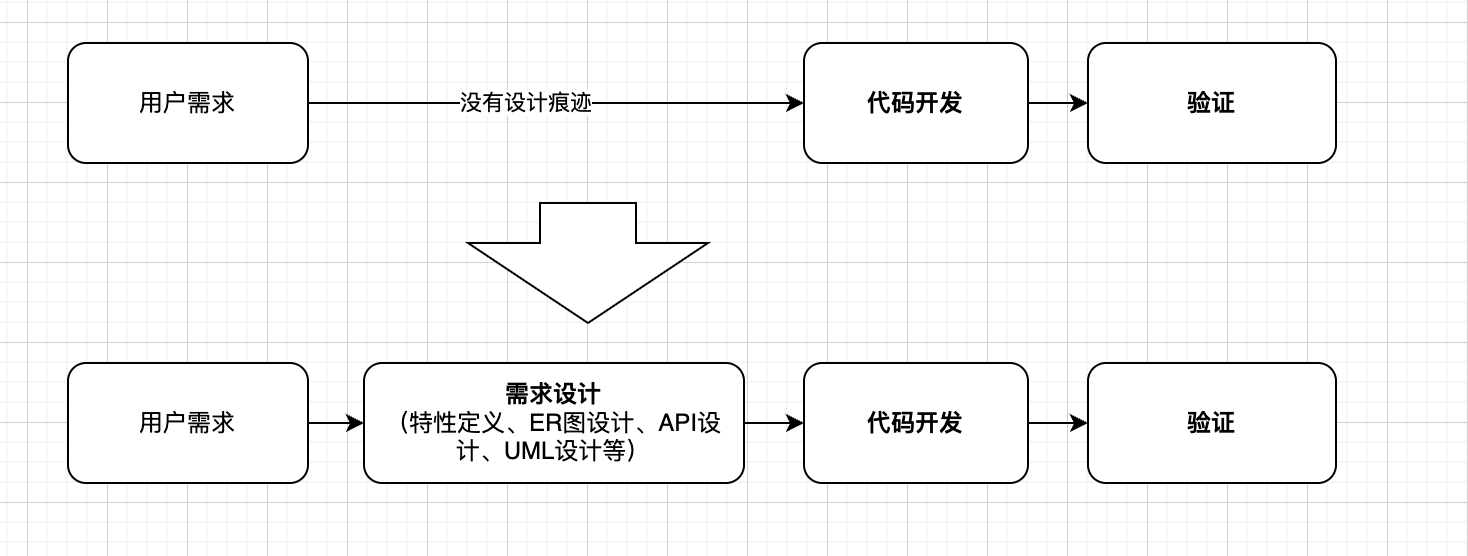 用户需求
没有设计痕迹
代码开发
验证
用户需求
需求设计
（特性定义、ER图设计、API设
计、UML设计等）
代码开发
验证